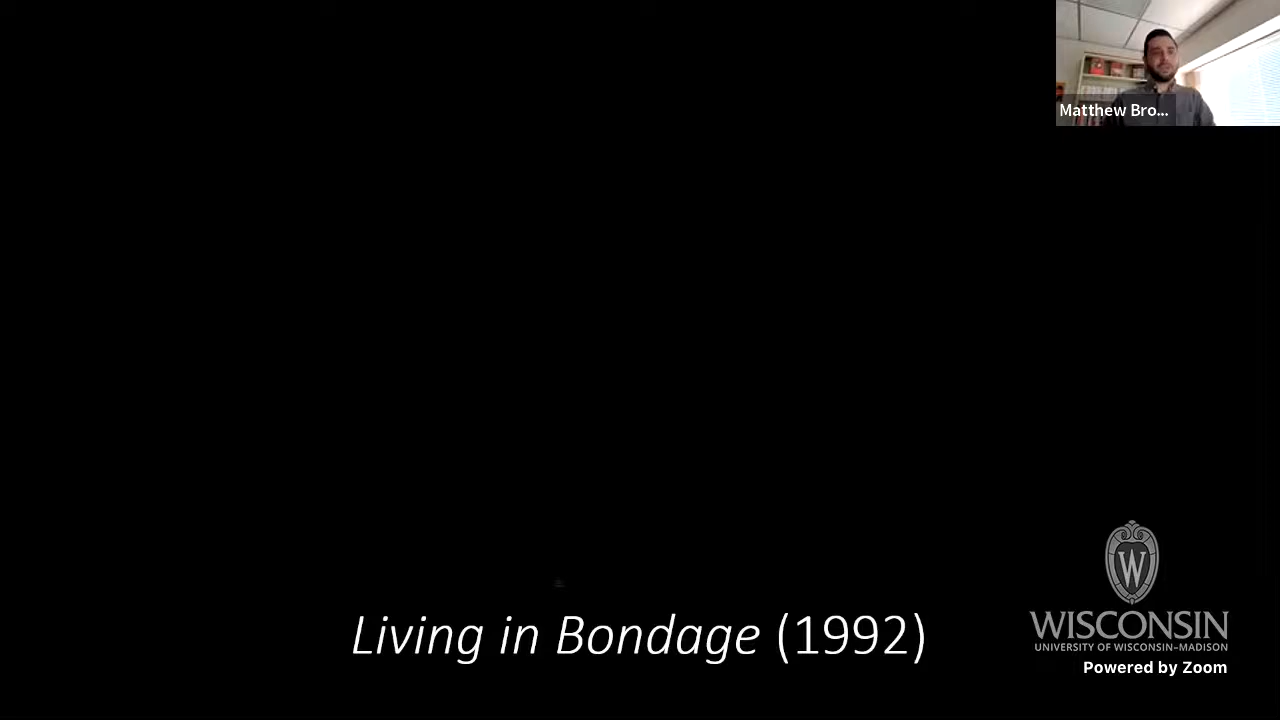 Matthew Bro...
Living in Bondage (1992)
W
WISCONSIN
UNIVERSITY OF WISCONSIN–MADISON
Powered by Zoom